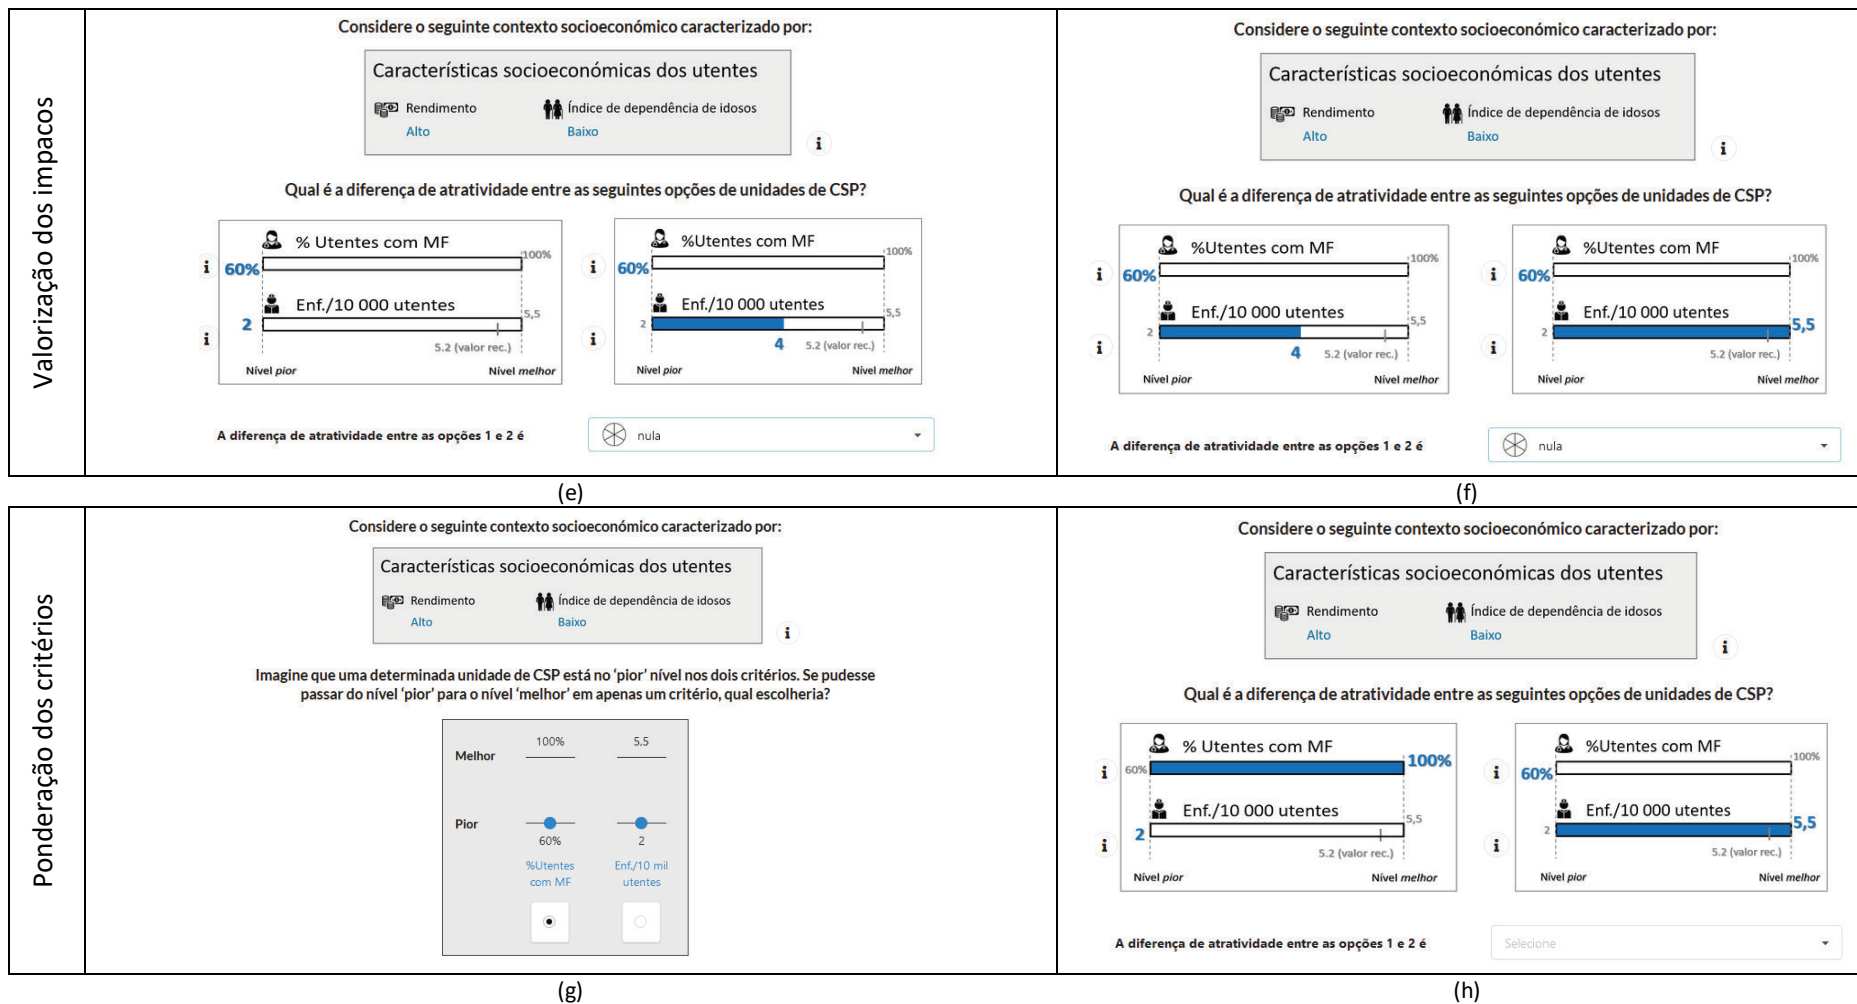 Valorização dos impacos
Considere o seguinte contexto socioeconómico caracterizado por:
Características socioeconómicas dos utentes
Rendimento
Índice de dependência de idosos
Alto
Baixo
i
Qual é a diferença de atratividade entre as seguintes opções de unidades de CSP?
% Utentes com MF
100%
i
60%
Enf./10 000 utentes
5,5
i
2
5.2 (valor rec.)
Nível pior
Nível melhor
%Utentes com MF
100%
i
60%
Enf./10 000 utentes
5,5
i
2
4
5.2 (valor rec.)
Nível pior
Nível melhor
A diferença de atratividade entre as opções 1 e 2 é
nula
(e)
Considere o seguinte contexto socioeconómico caracterizado por:
Características socioeconómicas dos utentes
Rendimento
Índice de dependência de idosos
Alto
Baixo
i
Qual é a diferença de atratividade entre as seguintes opções de unidades de CSP?
%Utentes com MF
100%
i
60%
Enf./10 000 utentes
5,5
i
2
4
5.2 (valor rec.)
Nível pior
Nível melhor
%Utentes com MF
100%
i
60%
Enf./10 000 utentes
5,5
i
2
5.2 (valor rec.)
Nível pior
Nível melhor
A diferença de atratividade entre as opções 1 e 2 é
nula
(f)
Ponderação dos critérios
Considere o seguinte contexto socioeconómico caracterizado por:
Características socioeconómicas dos utentes
Rendimento
Índice de dependência de idosos
Alto
Baixo
i
Imagine que uma determinada unidade de CSP está no ‘pior’ nível nos dois critérios. Se pudesse
passar do nível ‘pior’ para o nível ‘melhor’ em apenas um critério, qual escolheria?
Melhor
100%
5,5
Pior
60%
2
%Utentes
com MF
Enf./10 mil
utentes
(g)
Considere o seguinte contexto socioeconómico caracterizado por:
Características socioeconómicas dos utentes
Rendimento
Índice de dependência de idosos
Alto
Baixo
i
Qual é a diferença de atratividade entre as seguintes opções de unidades de CSP?
% Utentes com MF
i
60%
100%
Enf./10 000 utentes
5,5
i
2
5.2 (valor rec.)
Nível pior
Nível melhor
%Utentes com MF
100%
i
60%
Enf./10 000 utentes
5,5
i
2
5.2 (valor rec.)
Nível pior
Nível melhor
A diferença de atratividade entre as opções 1 e 2 é
Selecione
(h)